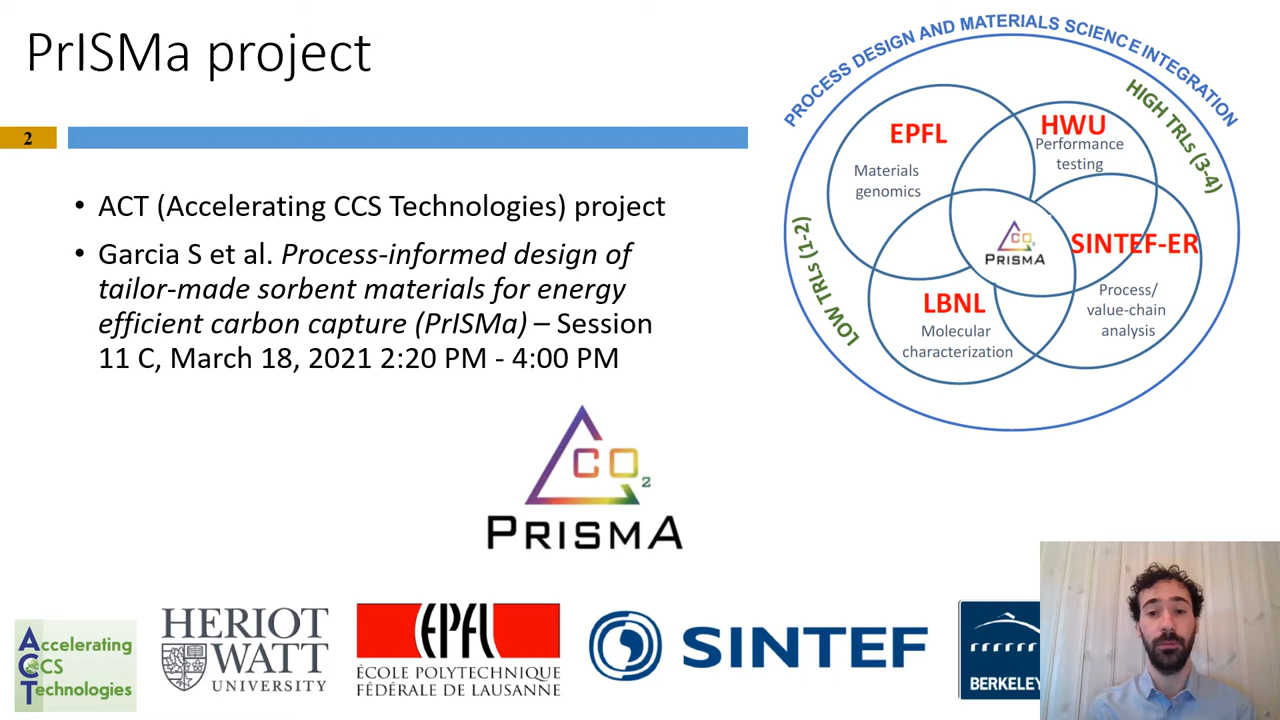 PrISMa project
2
• ACT (Accelerating CCS Technologies) project
• Garcia S et al. Process-informed design of
tailor-made sorbent materials for energy
efficient carbon capture (PrISMa) – Session
11 C, March 18, 2021 2:20 PM - 4:00 PM
PROCESS DESIGN AND MATERIALS SCIENCE INTEGRATION
HIGH TRLs (3-4)
LOW TRLs (1-2)
EPFL
Materials
genomics
HWU
Performance
testing
CO2
PRISMA
SINTEF-ER
Process/
value-chain
analysis
LBNL
Molecular
characterization
CO2
PRISMA
Accelerating
CCS
Technologies
HERIOT
WATT
UNIVERSITY
EPFL
ÉCOLE POLYTECHNIQUE
FÉDÉRALE DE LAUSANNE
SINTEF
BERKELEY